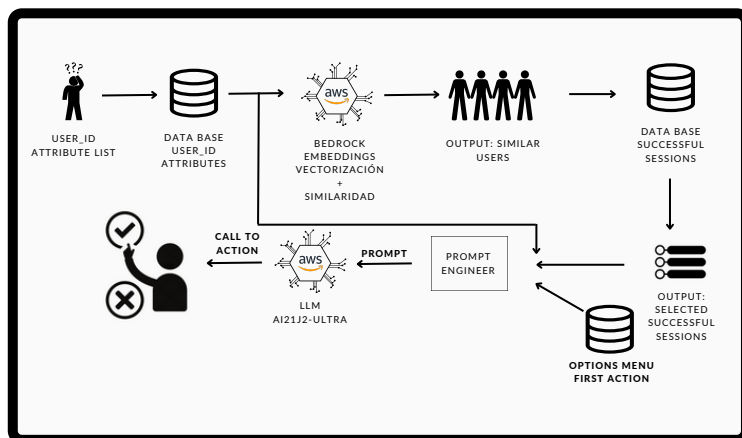 ???
USER_ID
ATTRIBUTE LIST
DATA BASE
USER_ID
ATTRIBUTES
aws
BEDROCK
EMBEDDINGS
VECTORIZACIÓN
+
SIMILARIDAD
OUTPUT: SIMILAR
USERS
DATA BASE
SUCCESSFUL
SESSIONS
CALL TO
ACTION
aws
LLM
AI21J2-ULTRA
PROMPT
PROMPT
ENGINEER
OUTPUT:
SELECTED
SUCCESSFUL
SESSIONS
OPTIONS MENU
FIRST ACTION